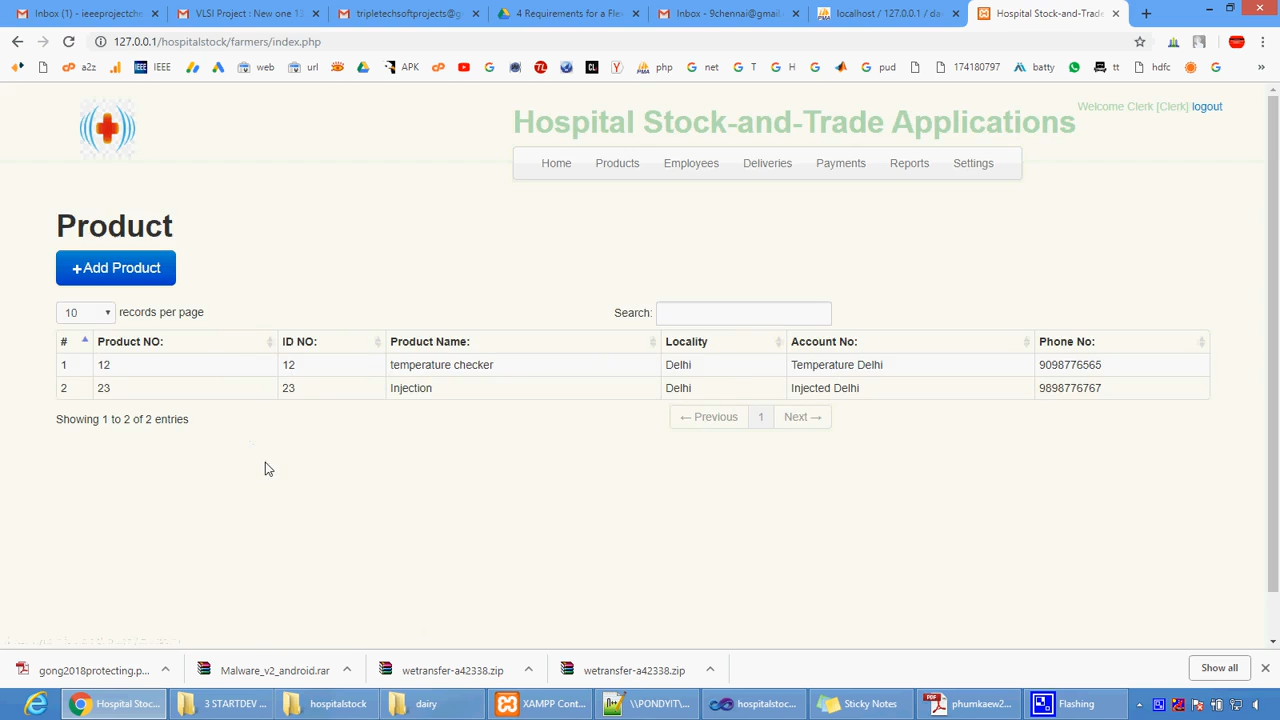 Inbox (1) - ieeeprojectche
VLSI Project : New one 13
tripletechsoftprojects@g
4 Requirements for a Fle
Inbox - 9chennai@gmail
localhost / 127.0.0.1 / da
Hospital Stock-and-Trade
127.0.0.1/hospitalstock/farmers/index.php
a2z IEEE web url APK php net T H pud 174180797 batty tt hdfc »
Welcome Clerk [Clerk] logout
Hospital Stock-and-Trade Applications
Home Products Employees Deliveries Payments Reports Settings
Product
+Add Product
10 records per page Search:
# Product NO: ID NO: Product Name: Locality Account No: Phone No:
1 12 12 temperature checker Delhi Temperature Delhi 9098776565
2 23 23 Injection Delhi Injected Delhi 9898776767
Showing 1 to 2 of 2 entries ← Previous 1 Next →
gong2018protecting.p... Malware_v2_android.rar wetransfer-a42338.zip wetransfer-a42338.zip Show all
Hospital Stoc... 3 STARTDEV ... hospitalstock dairy XAMPP Cont... \\PONDYIT\... hospitalstoc... Sticky Notes phumkaew2... Flashing